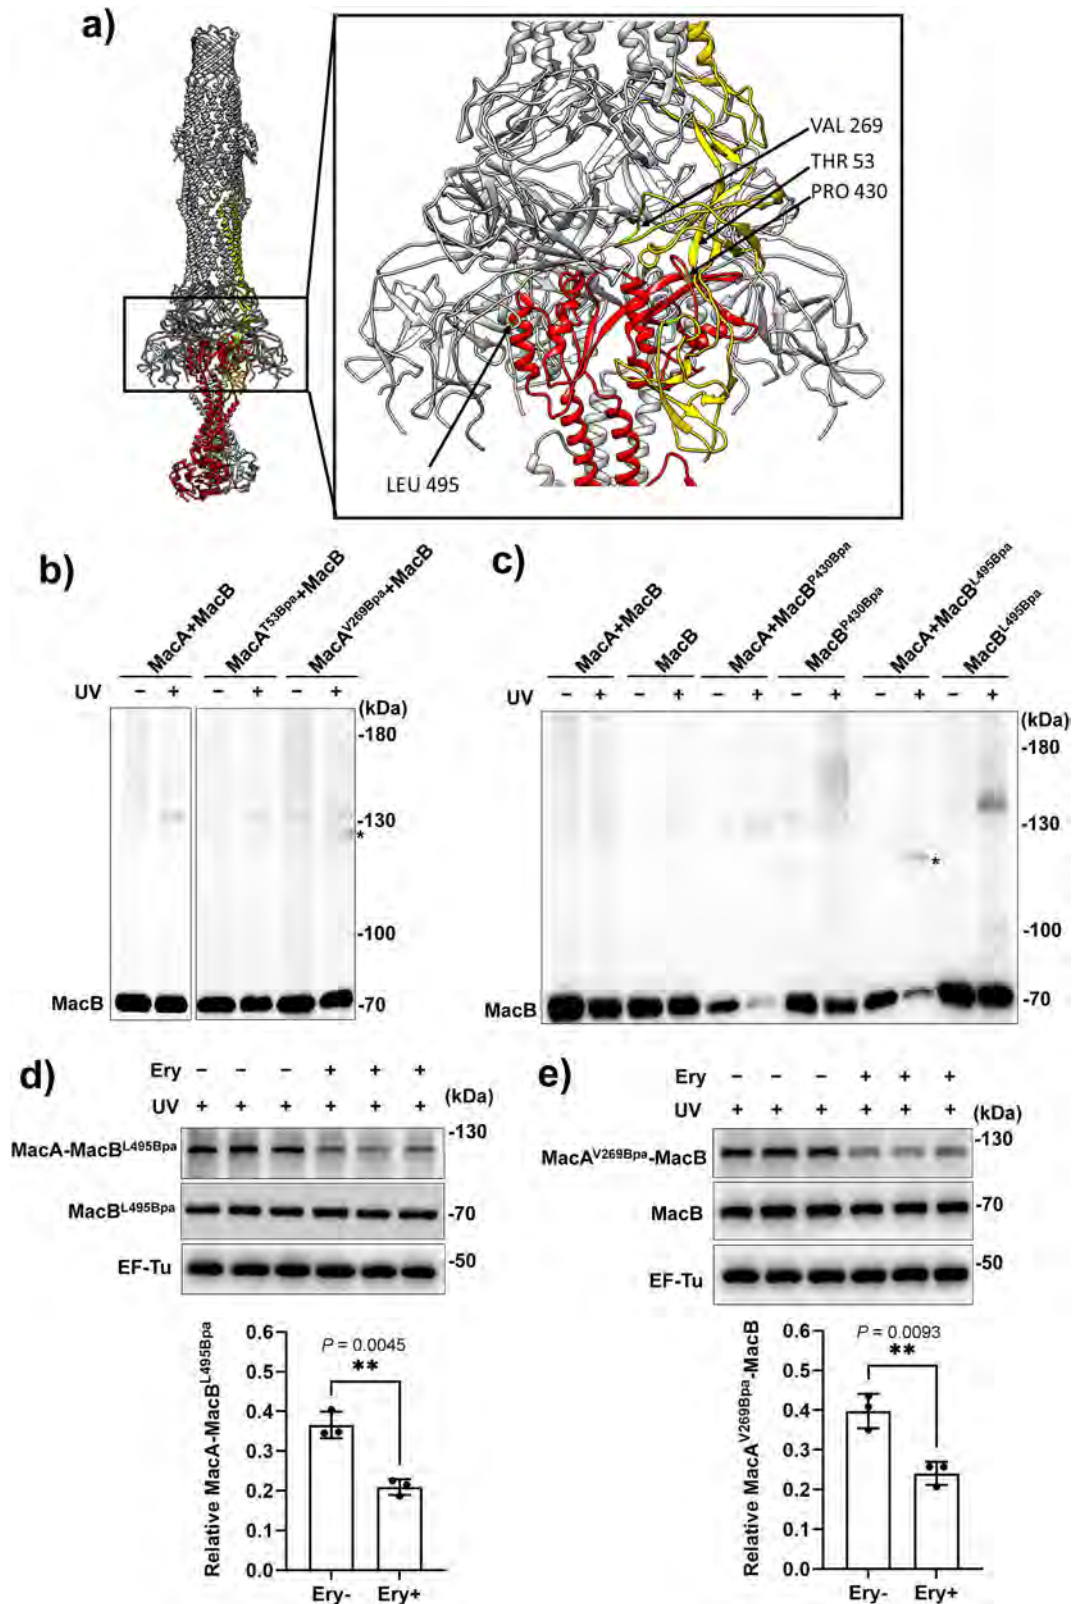 a)
VAL 269
THR 53
PRO 430
LEU 495
b)
MacA+MacB
MacA^T53Bpa+MacB
MacA^V269Bpa+MacB
UV - + - + - +
(kDa)
-180
-130
*
-100
MacB
-70
c)
MacA+MacB
MacB
MacA+MacB^P430Bpa
MacB^P430Bpa
MacA+MacB^L495Bpa
MacB^L495Bpa
UV - + - + - + - + - + - +
(kDa)
-180
-130
*
-100
-70
MacB
d)
Ery - - - + + +
(kDa)
UV + + + + + +
-130
MacA-MacB^L495Bpa
MacB^L495Bpa
-70
-50
EF-Tu
0.6
P = 0.0045
**
0.5
0.4
0.3
0.2
0.1
0.0
Relative MacA-MacB^L495Bpa
Ery- Ery+
e)
Ery - - - + + +
UV + + + + + +
(kDa)
-130
MacA^V269Bpa-MacB
MacB
-70
-50
EF-Tu
0.6
P = 0.0093
**
0.5
0.4
0.3
0.2
0.1
0.0
Relative MacA^V269Bpa-MacB
Ery- Ery+